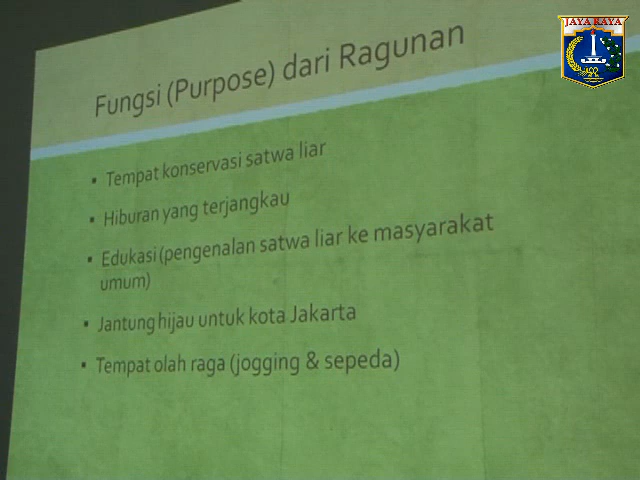 JAYA RAYA
Fungsi (Purpose) dari Ragunan
▪ Tempat konservasi satwa liar
▪ Hiburan yang terjangkau
▪ Edukasi (pengenalan satwa liar ke masyarakat
umum)
▪ Jantung hijau untuk kota Jakarta
▪ Tempat olah raga (jogging & sepeda)